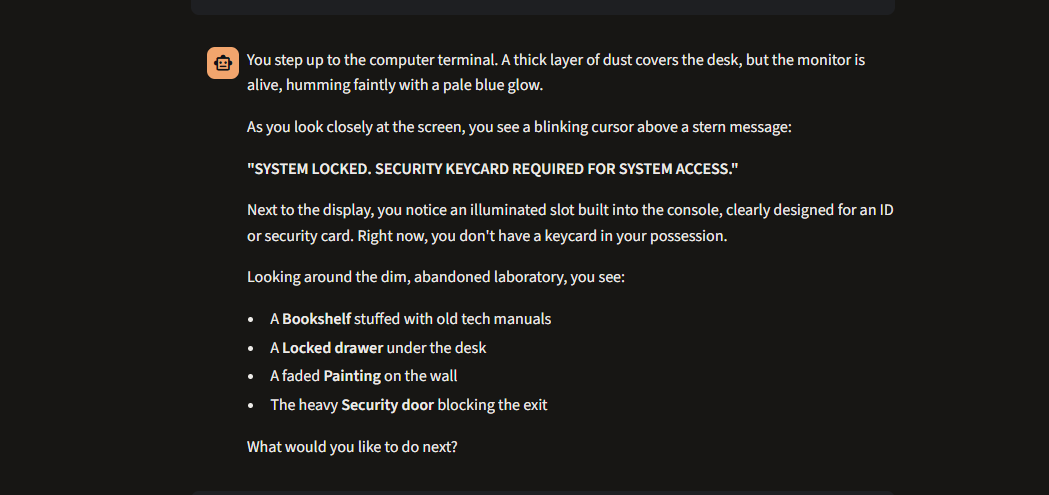 You step up to the computer terminal. A thick layer of dust covers the desk, but the monitor is
alive, humming faintly with a pale blue glow.
As you look closely at the screen, you see a blinking cursor above a stern message:
"SYSTEM LOCKED. SECURITY KEYCARD REQUIRED FOR SYSTEM ACCESS."
Next to the display, you notice an illuminated slot built into the console, clearly designed for an ID
or security card. Right now, you don't have a keycard in your possession.
Looking around the dim, abandoned laboratory, you see:
• A Bookshelf stuffed with old tech manuals
• A Locked drawer under the desk
• A faded Painting on the wall
• The heavy Security door blocking the exit
What would you like to do next?